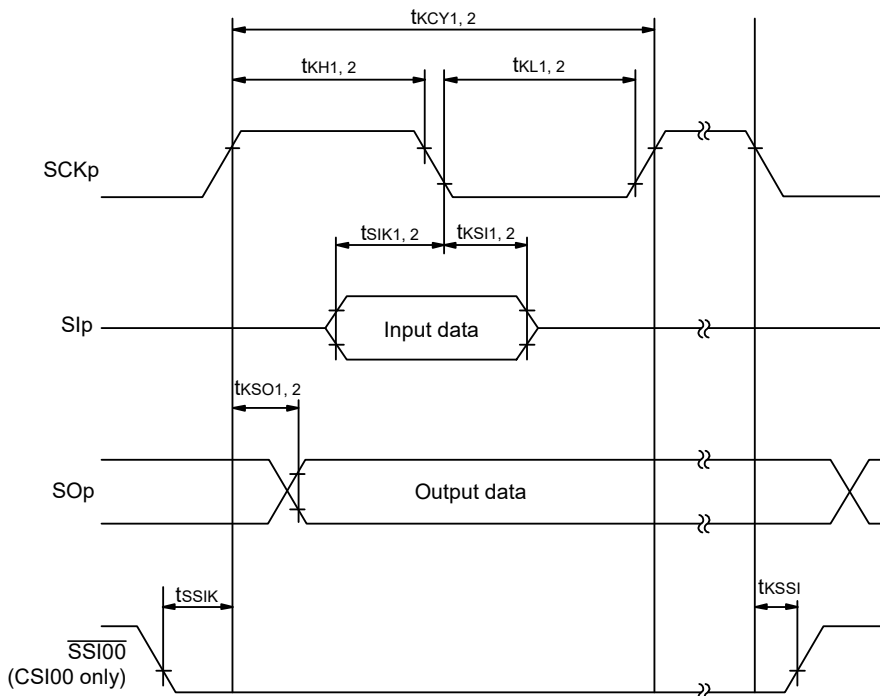 tKCY1, 2
tKH1, 2
tKL1, 2
SCKp
tSIK1, 2
tKSI1, 2
SIp
Input data
tKSO1, 2
SOp
Output data
tSSIK
tKSSI
SSI00
(CSI00 only)